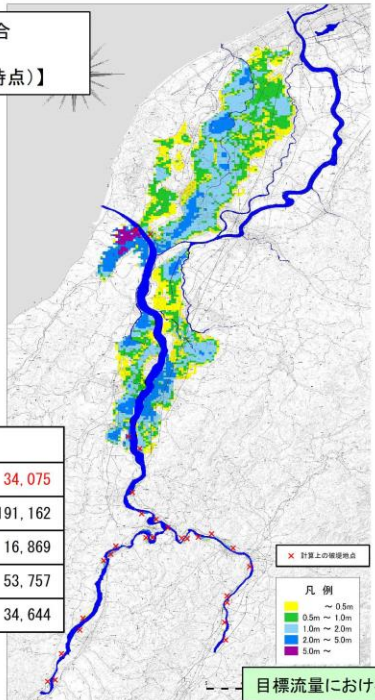 合
時点)】
34,075
191,162
16,869
53,757
34,644
× 計算上の破堤地点
凡 例
～ 0.5m
0.5m ～ 1.0m
1.0m ～ 2.0m
2.0m ～ 5.0m
5.0m ～
目標流量におけ